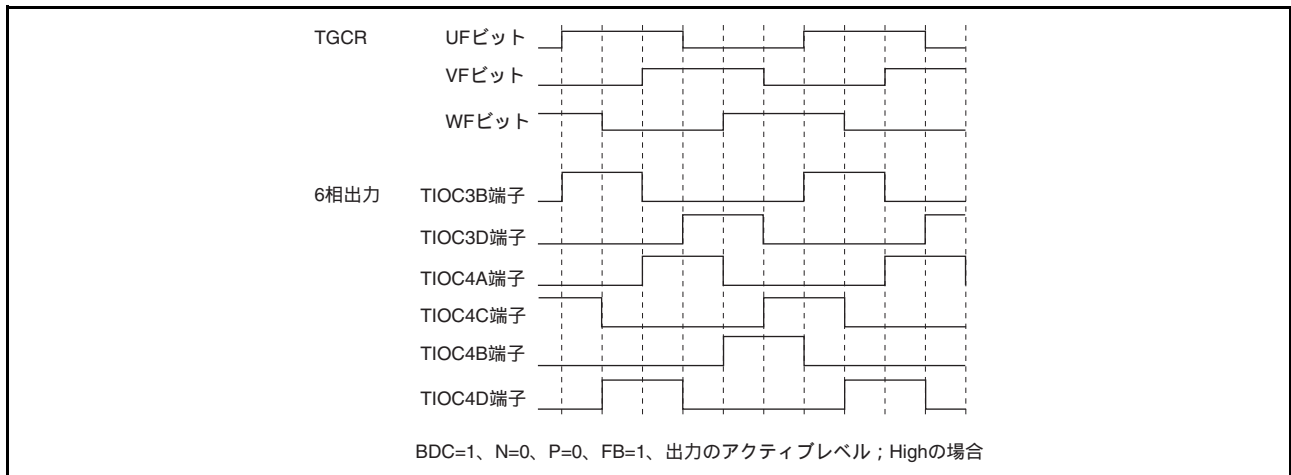 TGCR UFビット
VFビット
WFビット
6相出力 TIOC3B端子
TIOC3D端子
TIOC4A端子
TIOC4C端子
TIOC4B端子
TIOC4D端子
BDC=1、N=0、P=0、FB=1、出力のアクティブレベル；Highの場合